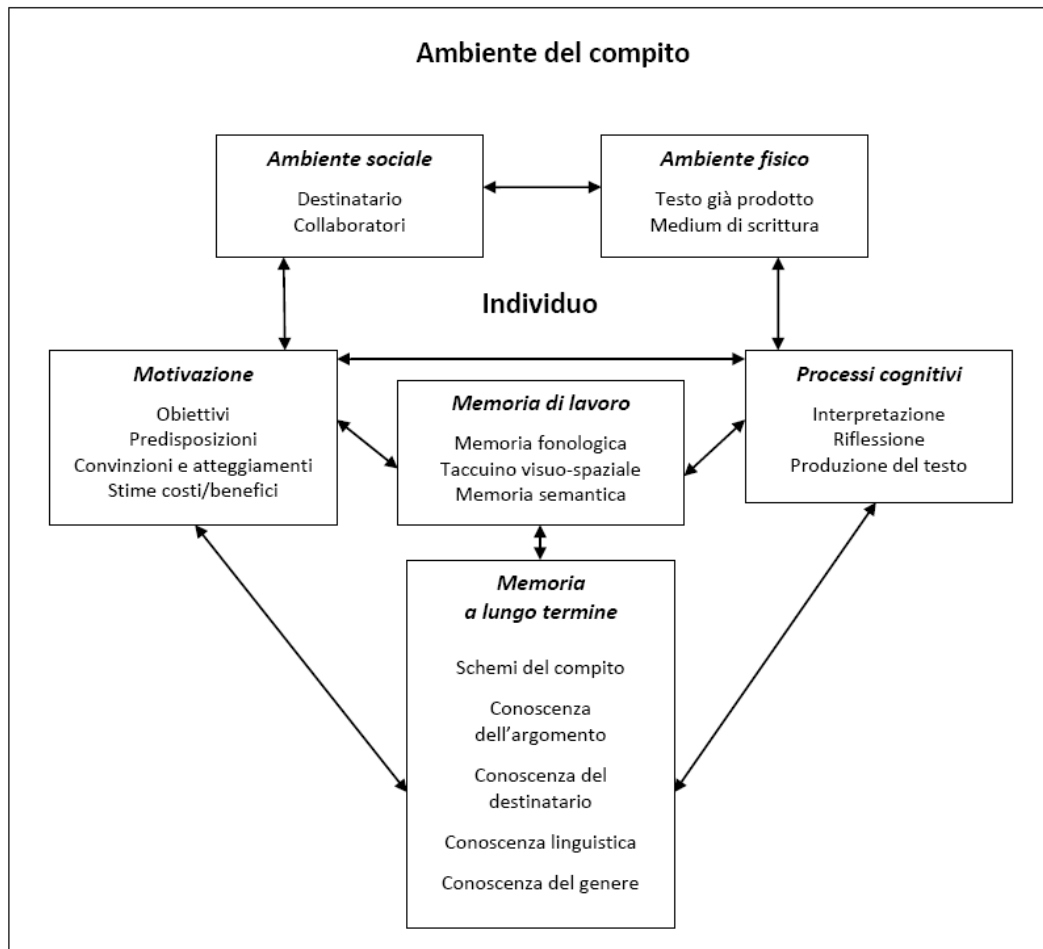 Ambiente del compito
Ambiente sociale
Destinatario
Collaboratori
Ambiente fisico
Testo già prodotto
Medium di scrittura
Individuo
Motivazione
Obiettivi
Predisposizioni
Convinzioni e atteggiamenti
Stime costi/benefici
Memoria di lavoro
Memoria fonologica
Taccuino visuo-spaziale
Memoria semantica
Processi cognitivi
Interpretazione
Riflessione
Produzione del testo
Memoria
a lungo termine
Schemi del compito
Conoscenza
dell'argomento
Conoscenza del
destinatario
Conoscenza linguistica
Conoscenza del genere